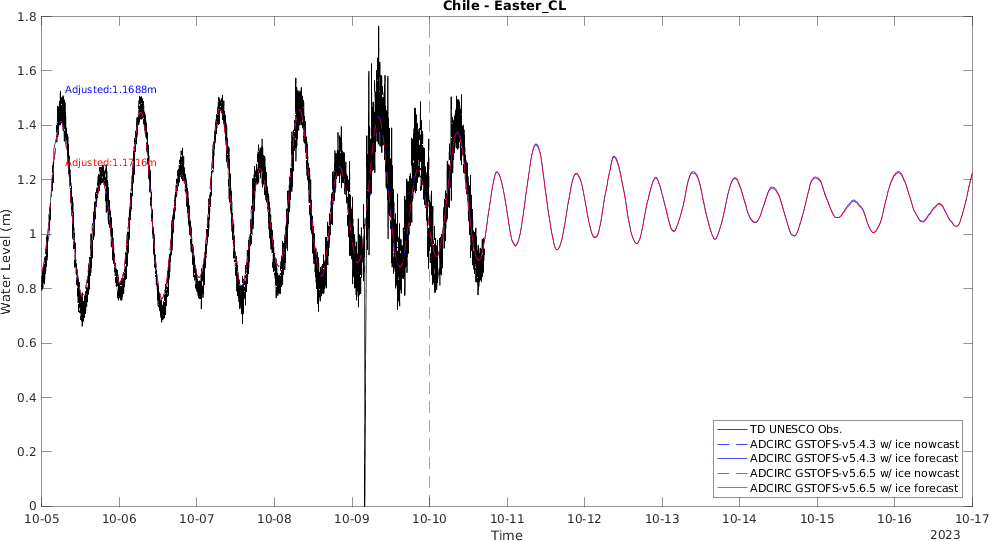 Chile - Easter_CL
1.8
1.6
1.4
1.2
1
0.8
0.6
0.4
0.2
0
Water Level (m)
Adjusted:1.1688m
Adjusted:1.1716m
TD UNESCO Obs.
ADCIRC GSTOFS-v5.4.3 w/ ice nowcast
ADCIRC GSTOFS-v5.4.3 w/ ice forecast
ADCIRC GSTOFS-v5.6.5 w/ ice nowcast
ADCIRC GSTOFS-v5.6.5 w/ ice forecast
10-05 10-06 10-07 10-08 10-09 10-10 10-11 10-12 10-13 10-14 10-15 10-16 10-17
Time
2023